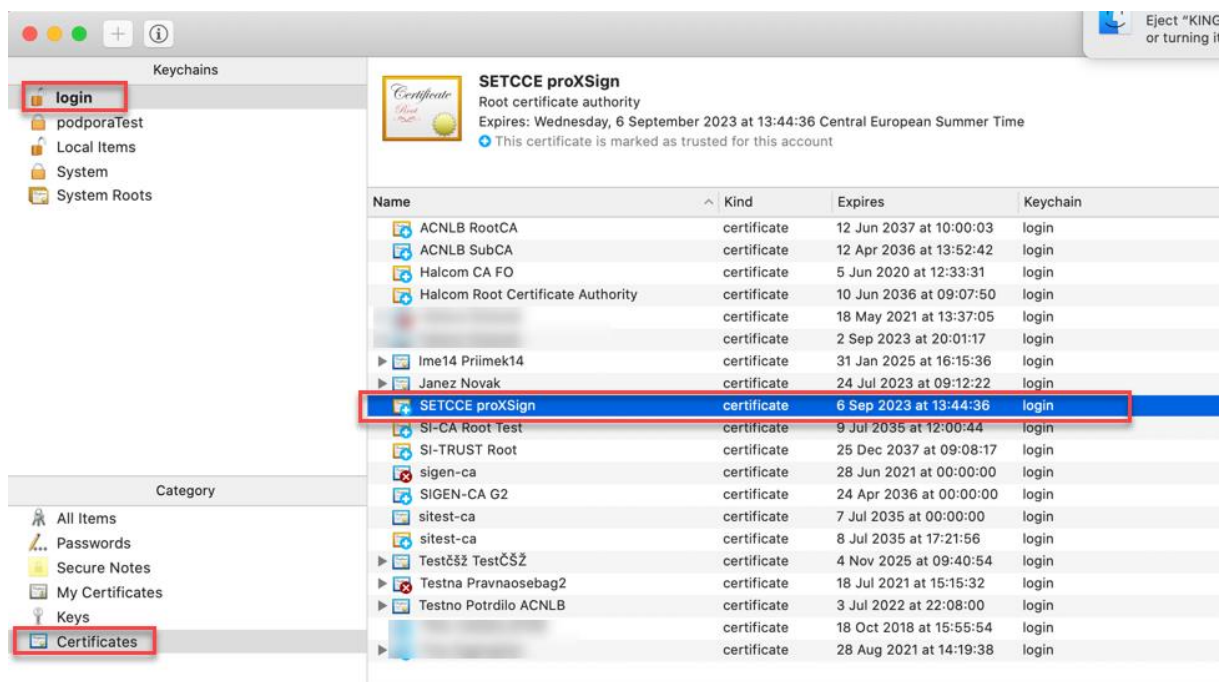 Eject "KING
or turning it
Keychains
login
podporaTest
Local Items
System
System Roots
Certificate
Root
SETCCE proXSign
Root certificate authority
Expires: Wednesday, 6 September 2023 at 13:44:36 Central European Summer Time
This certificate is marked as trusted for this account
Name Kind Expires Keychain
ACNLB RootCA certificate 12 Jun 2037 at 10:00:03 login
ACNLB SubCA certificate 12 Apr 2036 at 13:52:42 login
Halcom CA FO certificate 5 Jun 2020 at 12:33:31 login
Halcom Root Certificate Authority certificate 10 Jun 2036 at 09:07:50 login
certificate 18 May 2021 at 13:37:05 login
certificate 2 Sep 2023 at 20:01:17 login
Ime14 Priimek14 certificate 31 Jan 2025 at 16:15:36 login
Janez Novak certificate 24 Jul 2023 at 09:12:22 login
SETCCE proXSign certificate 6 Sep 2023 at 13:44:36 login
SI-CA Root Test certificate 9 Jul 2035 at 12:00:44 login
SI-TRUST Root certificate 25 Dec 2037 at 09:08:17 login
sigen-ca certificate 28 Jun 2021 at 00:00:00 login
SIGEN-CA G2 certificate 24 Apr 2036 at 00:00:00 login
sitest-ca certificate 7 Jul 2035 at 00:00:00 login
sitest-ca certificate 8 Jul 2035 at 17:21:56 login
Testčšž TestČŠŽ certificate 4 Nov 2025 at 09:40:54 login
Testna Pravnaosebag2 certificate 18 Jul 2021 at 15:15:32 login
Testno Potrdilo ACNLB certificate 3 Jul 2022 at 22:08:00 login
certificate 18 Oct 2018 at 15:55:54 login
certificate 28 Aug 2021 at 14:19:38 login
Category
All Items
Passwords
Secure Notes
My Certificates
Keys
Certificates